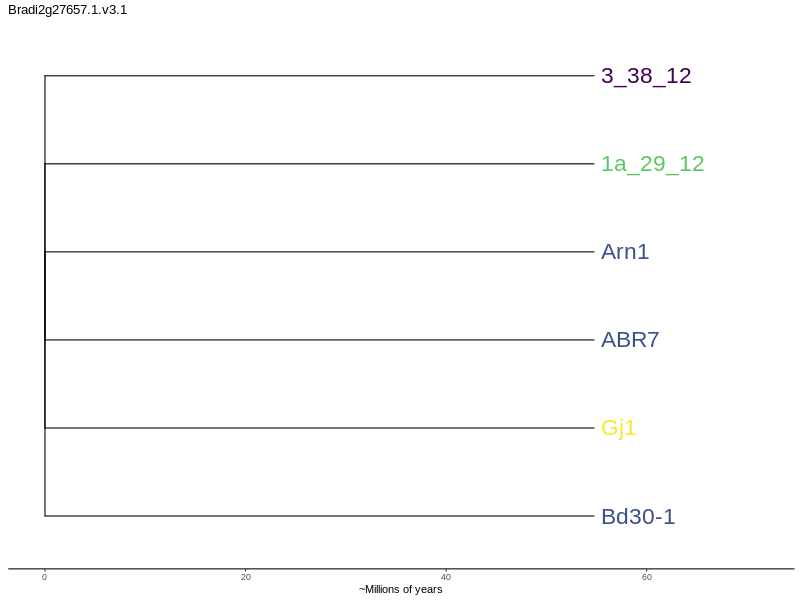 Bradi2g27657.1.v3.1
3_38_12
1a_29_12
Arn1
ABR7
Gj1
Bd30-1
0 20 40 60
~Millions of years